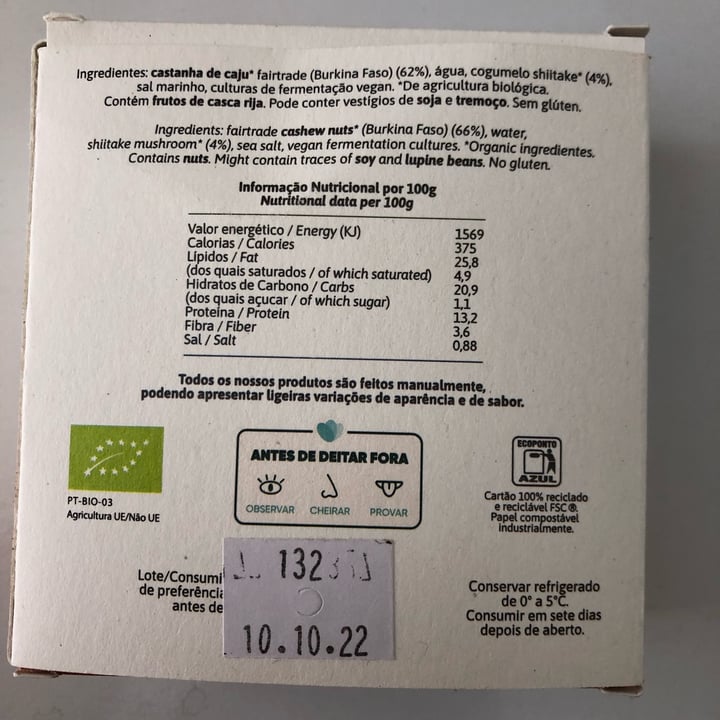 Ingredientes: castanha de caju* fairtrade (Burkina Faso) (62%), água, cogumelo shiitake* (4%),
sal marinho, culturas de fermentação vegan. *De agricultura biológica.
Contém frutos de casca rija. Pode conter vestígios de soja e tremoço. Sem glúten.
Ingredients: fairtrade cashew nuts* (Burkina Faso) (66%), water,
shiitake mushroom* (4%), sea salt, vegan fermentation cultures. *Organic ingredientes.
Contains nuts. Might contain traces of soy and lupine beans. No gluten.
Informação Nutricional por 100g
Nutritional data per 100g
Valor energético / Energy (KJ) 1569
Calorias / Calories 375
Lípidos / Fat 25,8
(dos quais saturados / of which saturated) 4,9
Hidratos de Carbono / Carbs 20,9
(dos quais açucar / of which sugar) 1,1
Proteína / Protein 13,2
Fibra / Fiber 3,6
Sal / Salt 0,88
Todos os nossos produtos são feitos manualmente,
podendo apresentar ligeiras variações de aparência e de sabor.
PT-BIO-03
Agricultura UE/Não UE
ANTES DE DEITAR FORA
OBSERVAR CHEIRAR PROVAR
ECOPONTO
AZUL
Cartão 100% reciclado
e reciclável FSC®.
Papel compostável
industrialmente.
Lote/Consumi
de preferência
antes de
132
10.10.22
Conservar refrigerado
de 0° a 5°C.
Consumir em sete dias
depois de aberto.